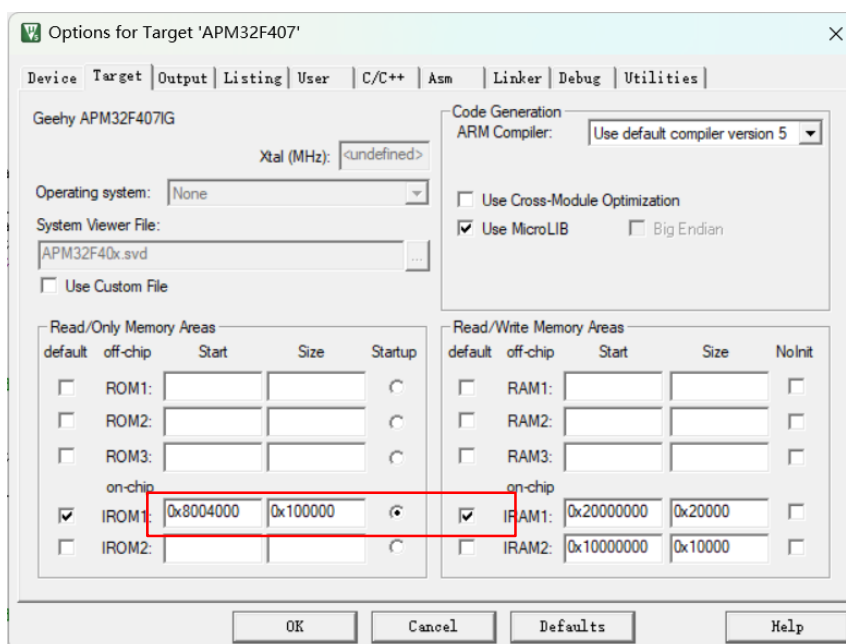 Options for Target 'APM32F407'
Device Target Output Listing User C/C++ Asm Linker Debug Utilities
Geehy APM32F407IG
Xtal (MHz): <undefined>
Operating system: None
System Viewer File:
APM32F40x.svd
...
Use Custom File
Code Generation
ARM Compiler: Use default compiler version 5
Use Cross-Module Optimization
Use MicroLIB Big Endian
Read/Only Memory Areas
default off-chip Start Size Startup
ROM1:
ROM2:
ROM3:
on-chip
IROM1: 0x8004000 0x100000
IROM2:
Read/Write Memory Areas
default off-chip Start Size NoInit
RAM1:
RAM2:
RAM3:
on-chip
IRAM1: 0x20000000 0x20000
IRAM2: 0x10000000 0x10000
OK Cancel Defaults Help